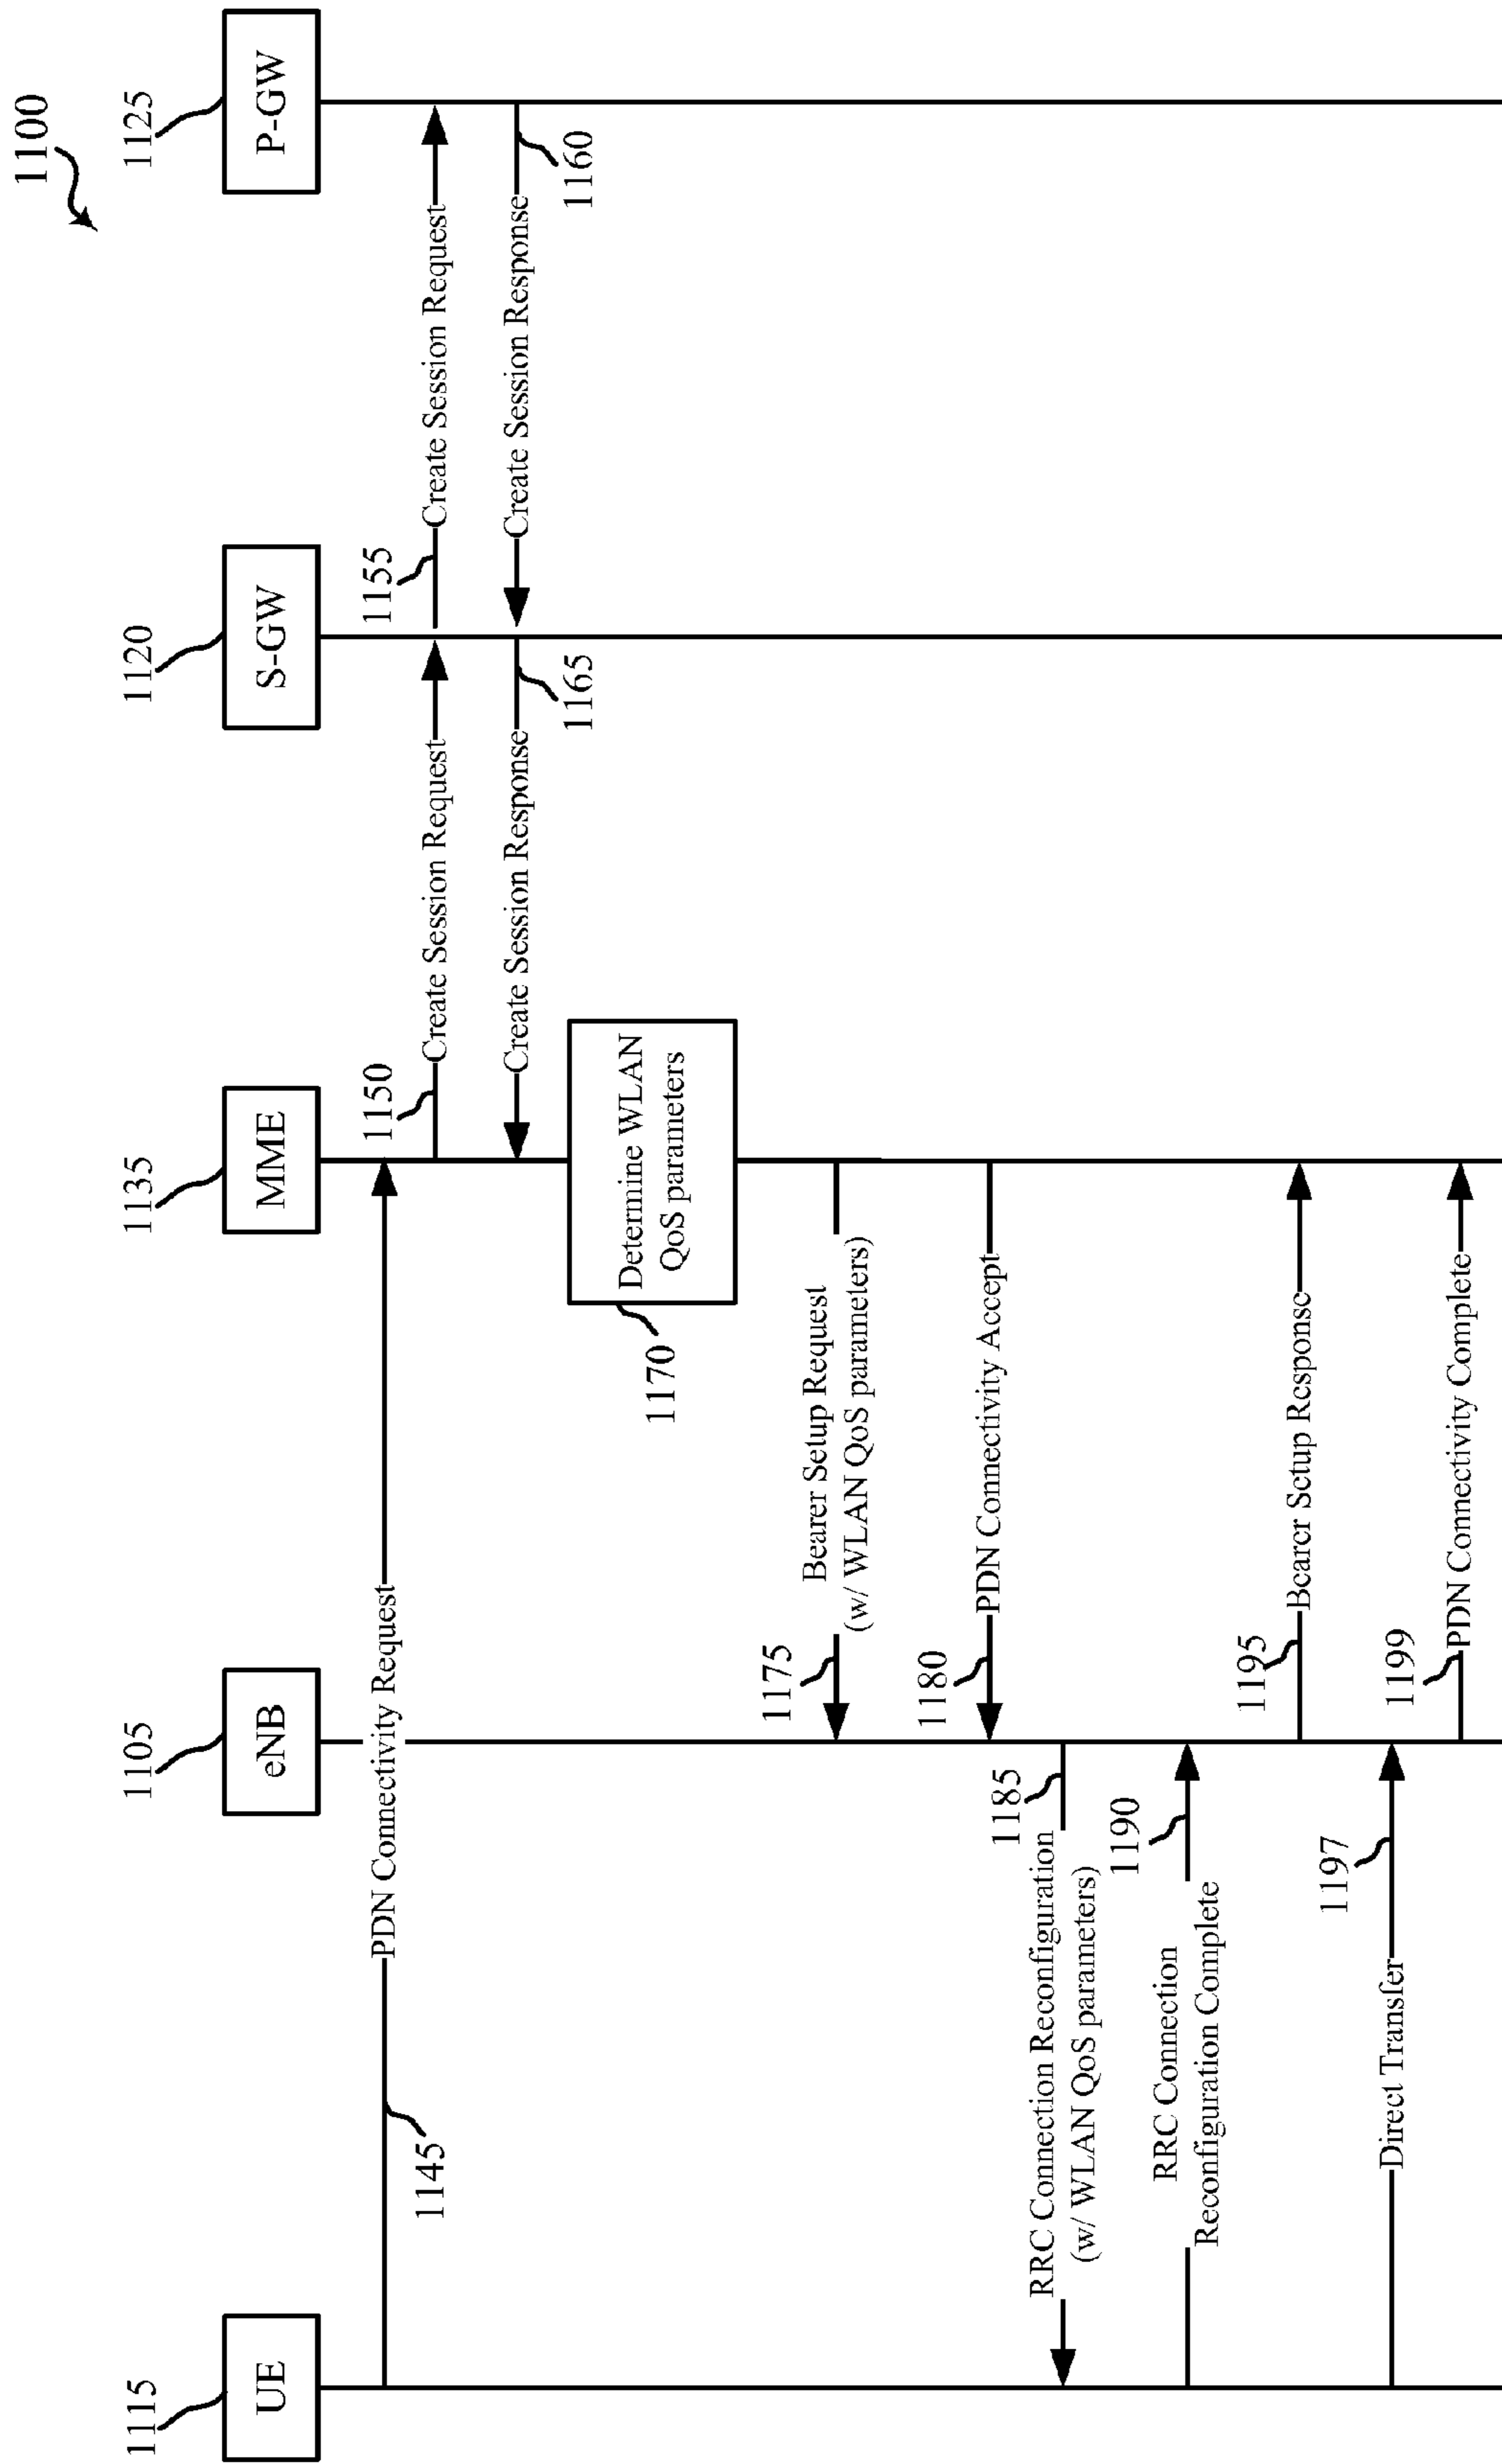 1100
1115
1105
1135
1120
1125
UE
eNB
MME
S-GW
P-GW
PDN Connectivity Request
1145
1150
Create Session Request
1155
Create Session Request
Create Session Response
1160
Create Session Response
1165
Determine WLAN
QoS parameters
1170
Bearer Setup Request
(w/ WLAN QoS parameters)
1175
PDN Connectivity Accept
1180
1185
RRC Connection Reconfiguration
(w/ WLAN QoS parameters)
1190
RRC Connection
Reconfiguration Complete
1195
Bearer Setup Response
1197
Direct Transfer
1199
PDN Connectivity Complete